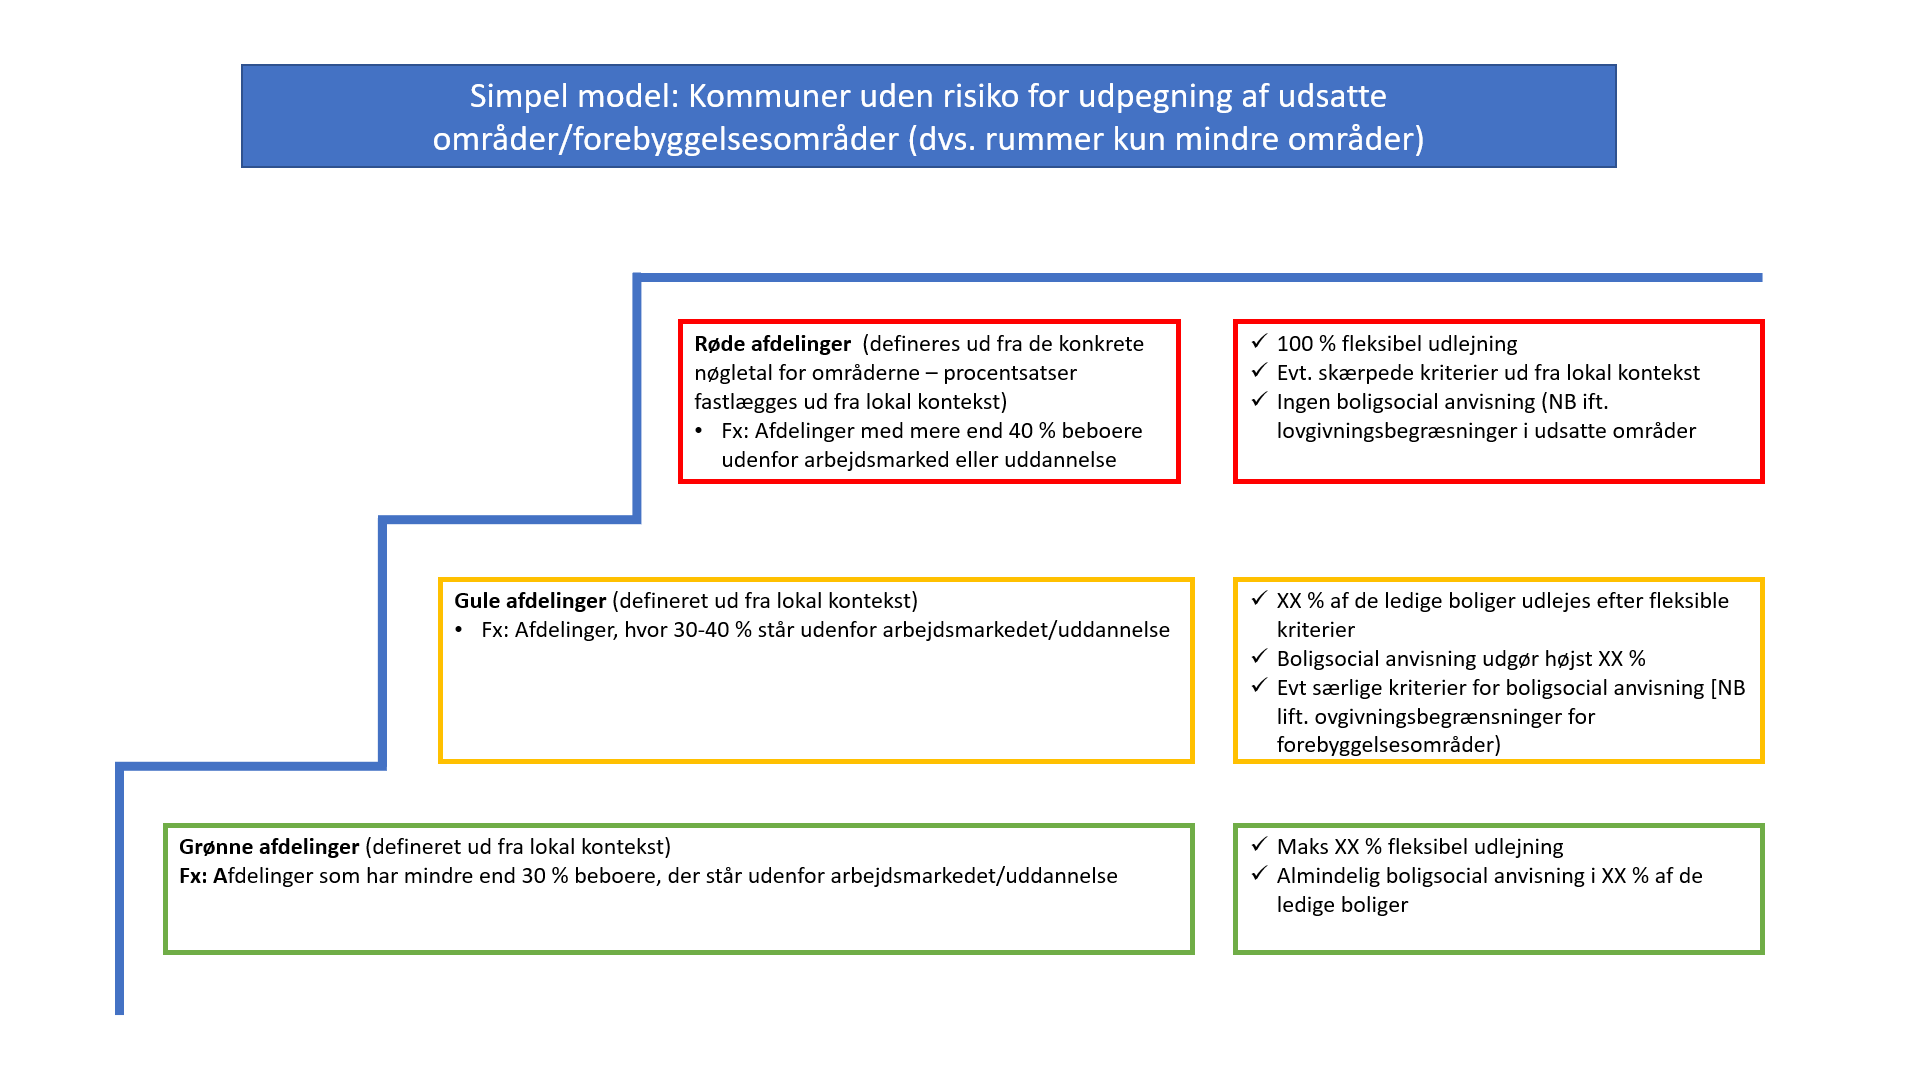 Simpel model: Kommuner uden risiko for udpegning af udsatte
områder/forebyggelsesområder (dvs. rummer kun mindre områder)
Røde afdelinger (defineres ud fra de konkrete
nøgletal for områderne – procentsatser
fastlægges ud fra lokal kontekst)
• Fx: Afdelinger med mere end 40 % beboere
udenfor arbejdsmarked eller uddannelse
✓ 100 % fleksibel udlejning
✓ Evt. skærpede kriterier ud fra lokal kontekst
✓ Ingen boligsocial anvisning (NB ift.
lovgivningsbegræsninger i udsatte områder
Gule afdelinger (defineret ud fra lokal kontekst)
• Fx: Afdelinger, hvor 30-40 % står udenfor arbejdsmarkedet/uddannelse
✓ XX % af de ledige boliger udlejes efter fleksible
kriterier
✓ Boligsocial anvisning udgør højst XX %
✓ Evt særlige kriterier for boligsocial anvisning [NB
lift. ovgivningsbegrænsninger for
forebyggelsesområder)
Grønne afdelinger (defineret ud fra lokal kontekst)
Fx: Afdelinger som har mindre end 30 % beboere, der står udenfor arbejdsmarkedet/uddannelse
✓ Maks XX % fleksibel udlejning
✓ Almindelig boligsocial anvisning i XX % af de
ledige boliger